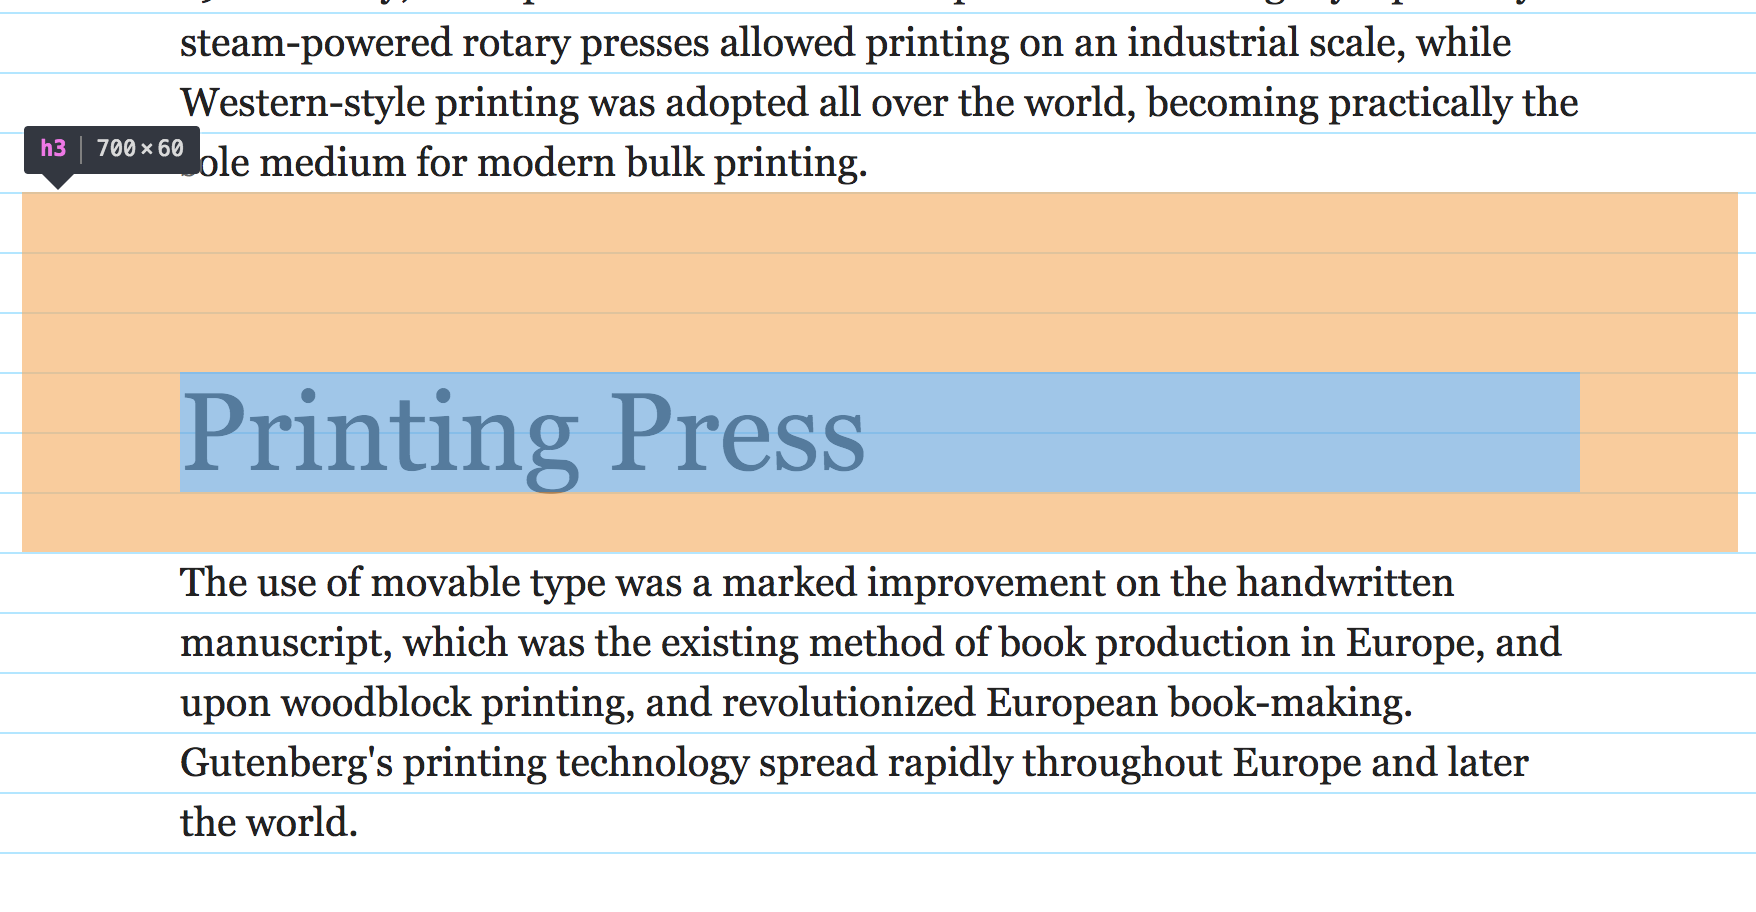 steam-powered rotary presses allowed printing on an industrial scale, while
Western-style printing was adopted all over the world, becoming practically the
h3 700 × 60
sole medium for modern bulk printing.
Printing Press
The use of movable type was a marked improvement on the handwritten
manuscript, which was the existing method of book production in Europe, and
upon woodblock printing, and revolutionized European book-making.
Gutenberg's printing technology spread rapidly throughout Europe and later
the world.